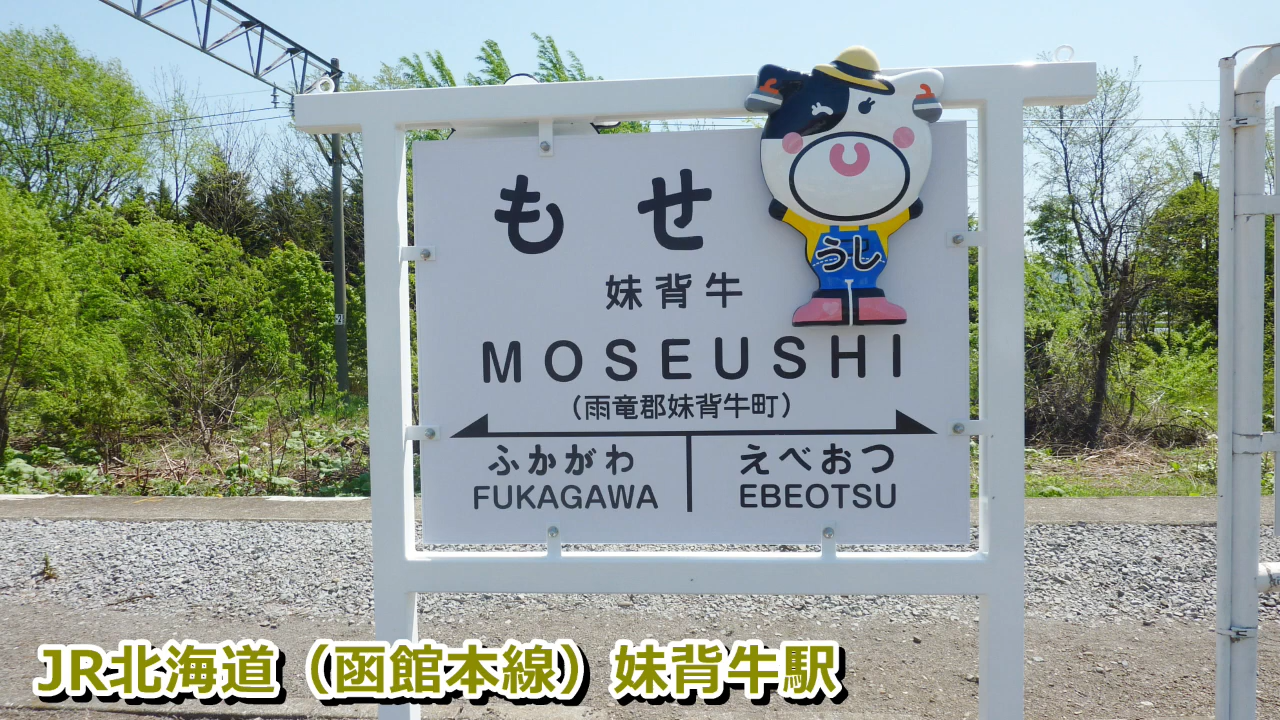 もせうし
妹背牛
MOSEUSHI
(雨竜郡妹背牛町)
ふかがわ えべおつ
FUKAGAWA EBEOTSU
JR北海道(函館本線)妹背牛駅